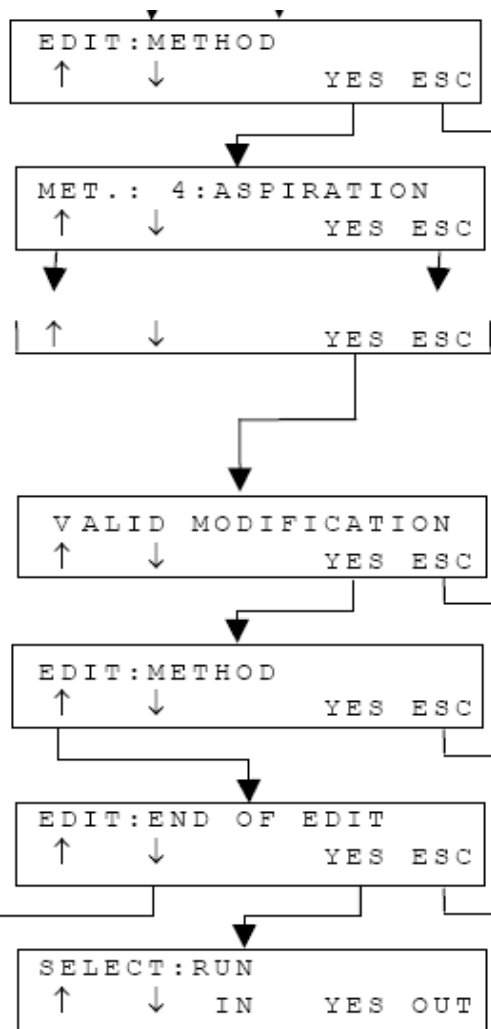 EDIT:METHOD
↑ ↓ YES ESC
MET.: 4:ASPIRATION
↑ ↓ YES ESC
↑ ↓ YES ESC
VALID MODIFICATION
↑ ↓ YES ESC
EDIT:METHOD
↑ ↓ YES ESC
EDIT:END OF EDIT
↑ ↓ YES ESC
SELECT:RUN
↑ ↓ IN YES OUT